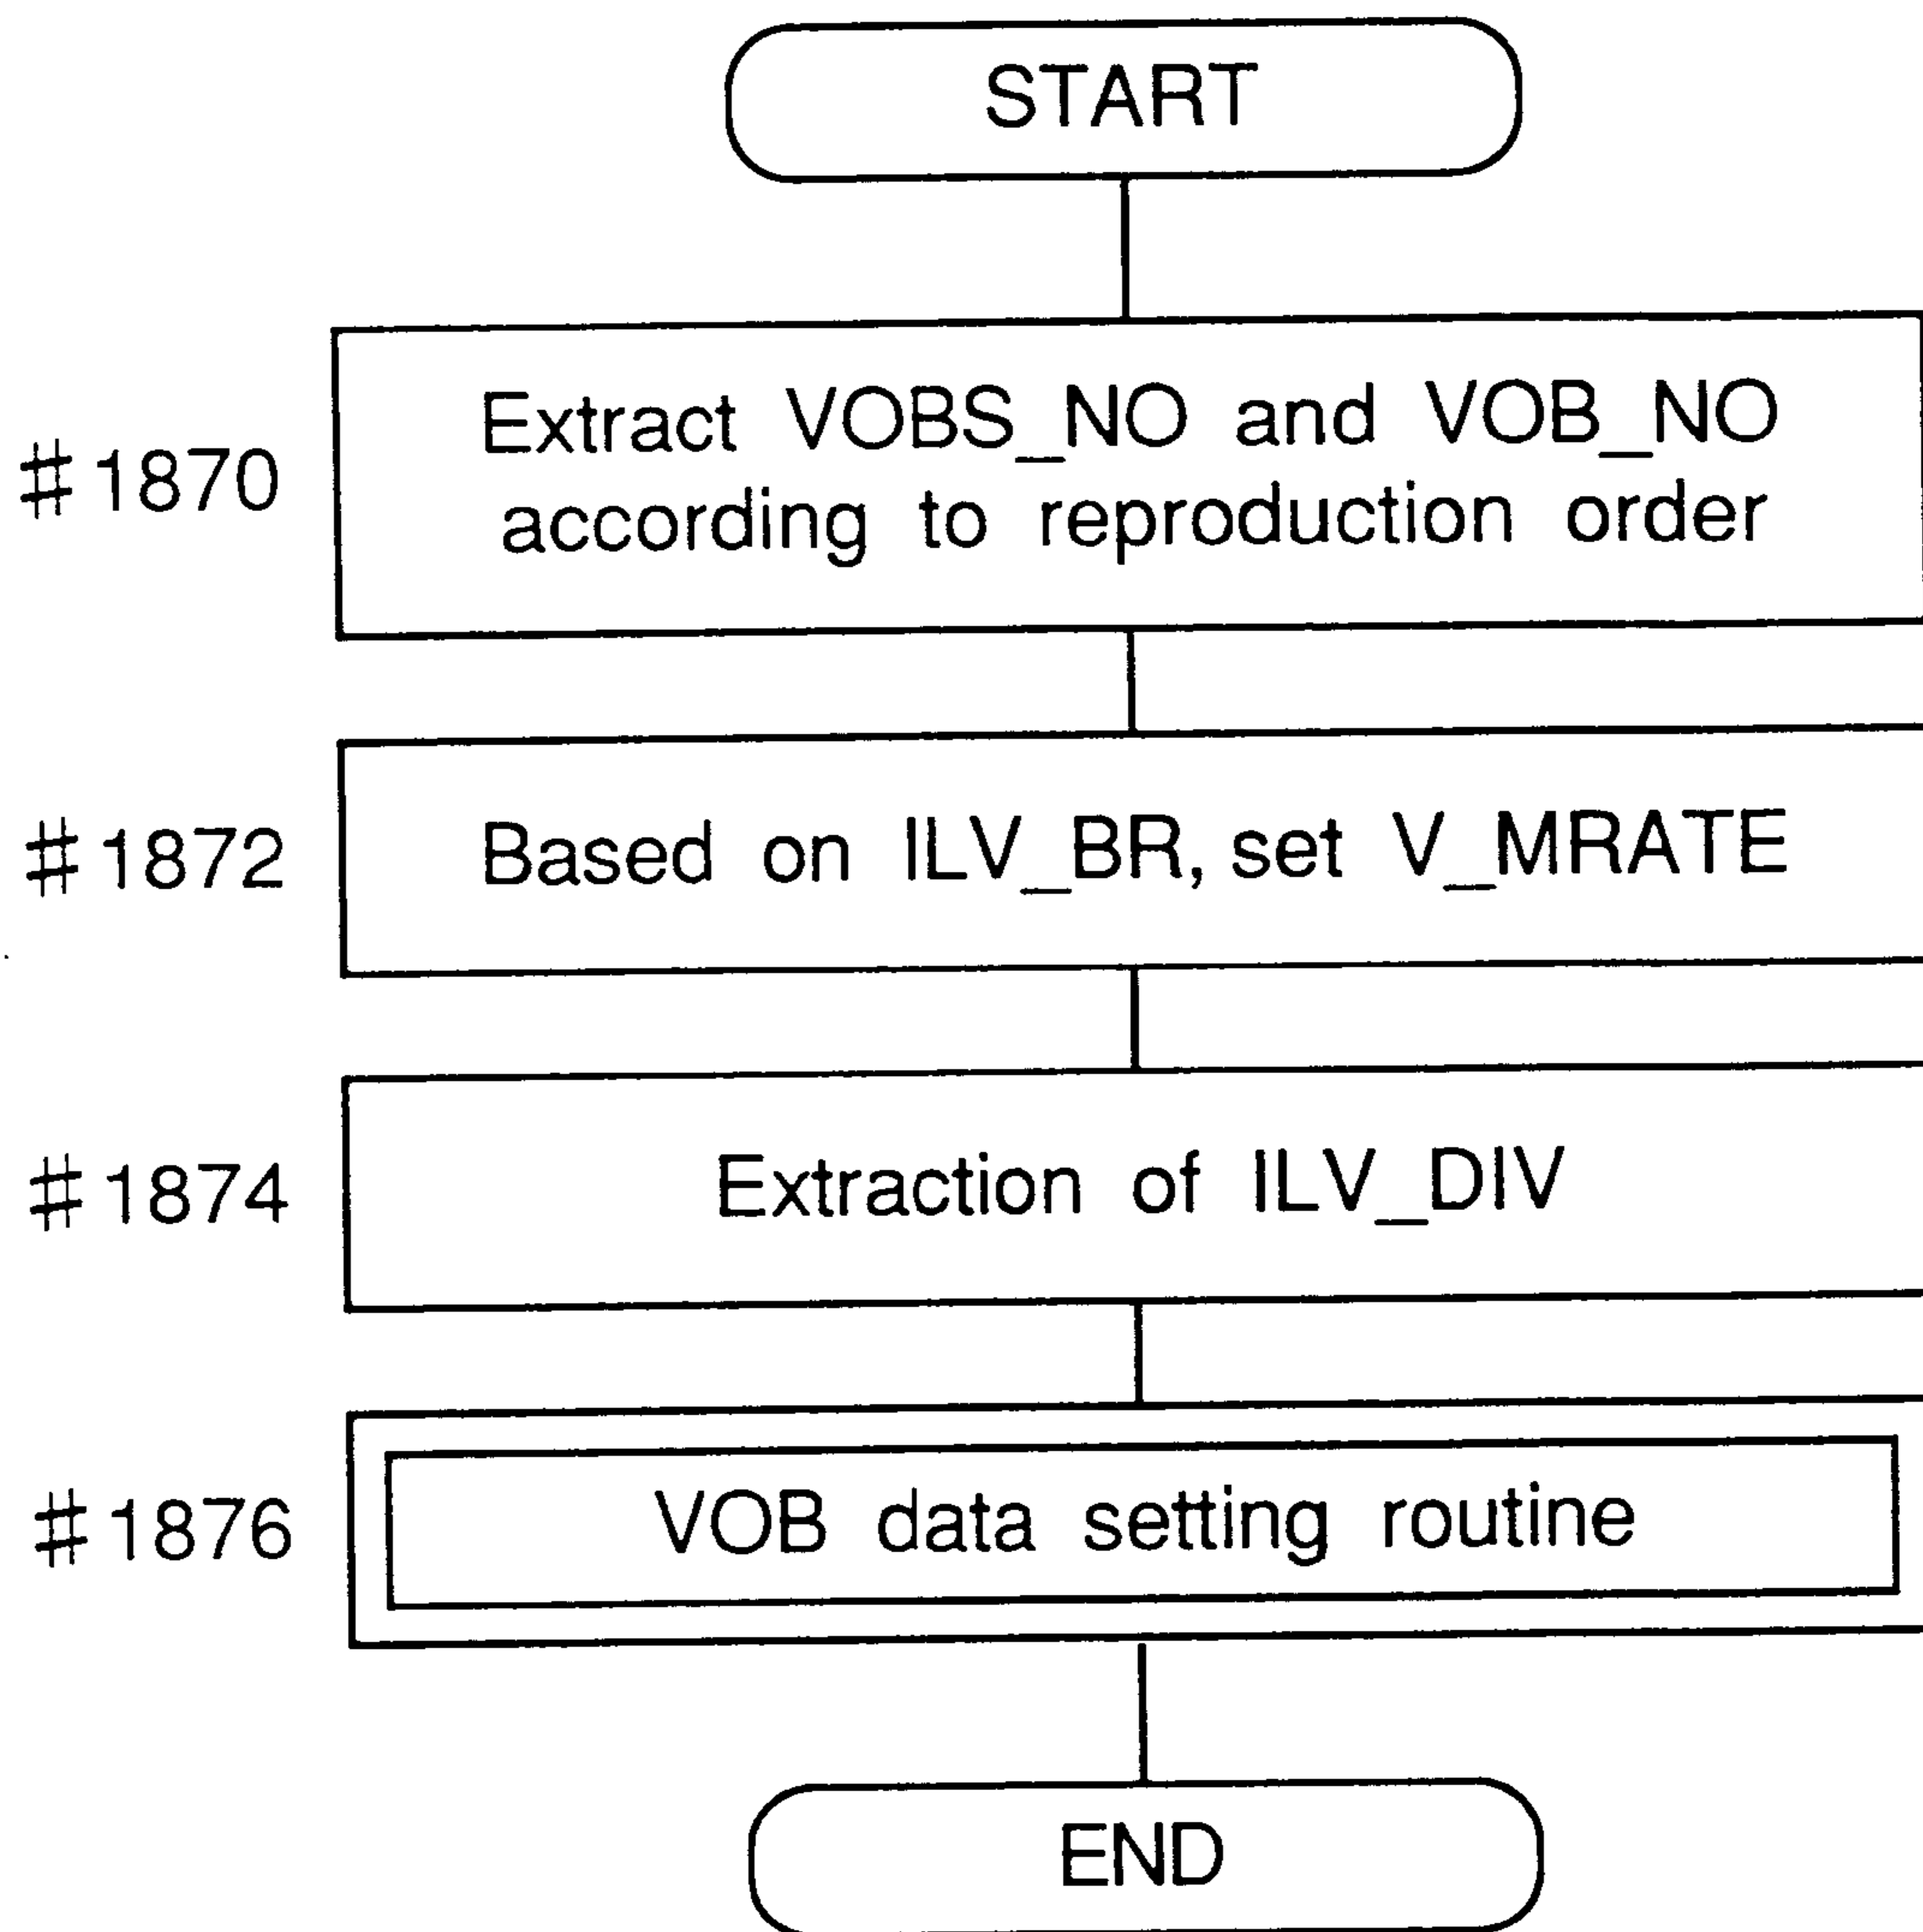 START
#1870
Extract VOBS_NO and VOB_NO
according to reproduction order
#1872
Based on ILV_BR, set V_MRATE
#1874
Extraction of ILV_DIV
#1876
VOB data setting routine
END